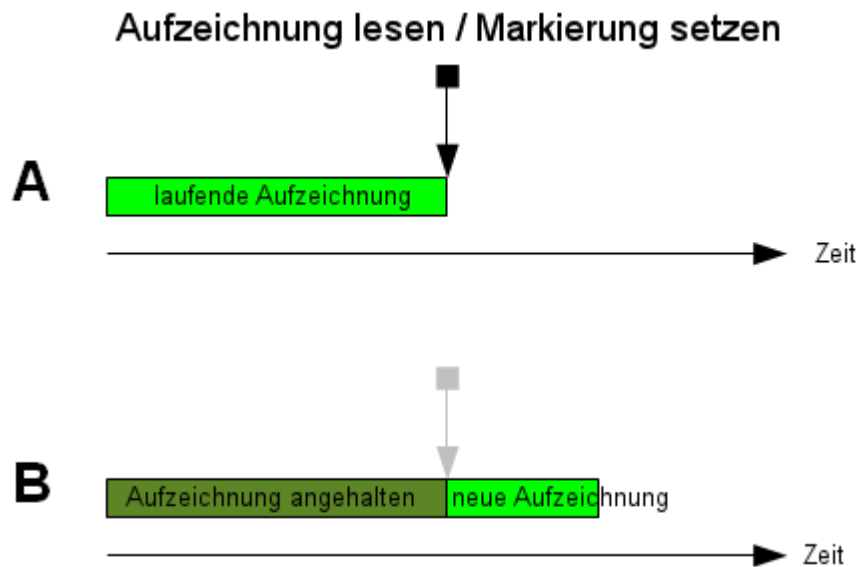 Aufzeichnung lesen / Markierung setzen
A
laufende Aufzeichnung
Zeit
B
Aufzeichnung angehalten
neue Aufzeichnung
Zeit